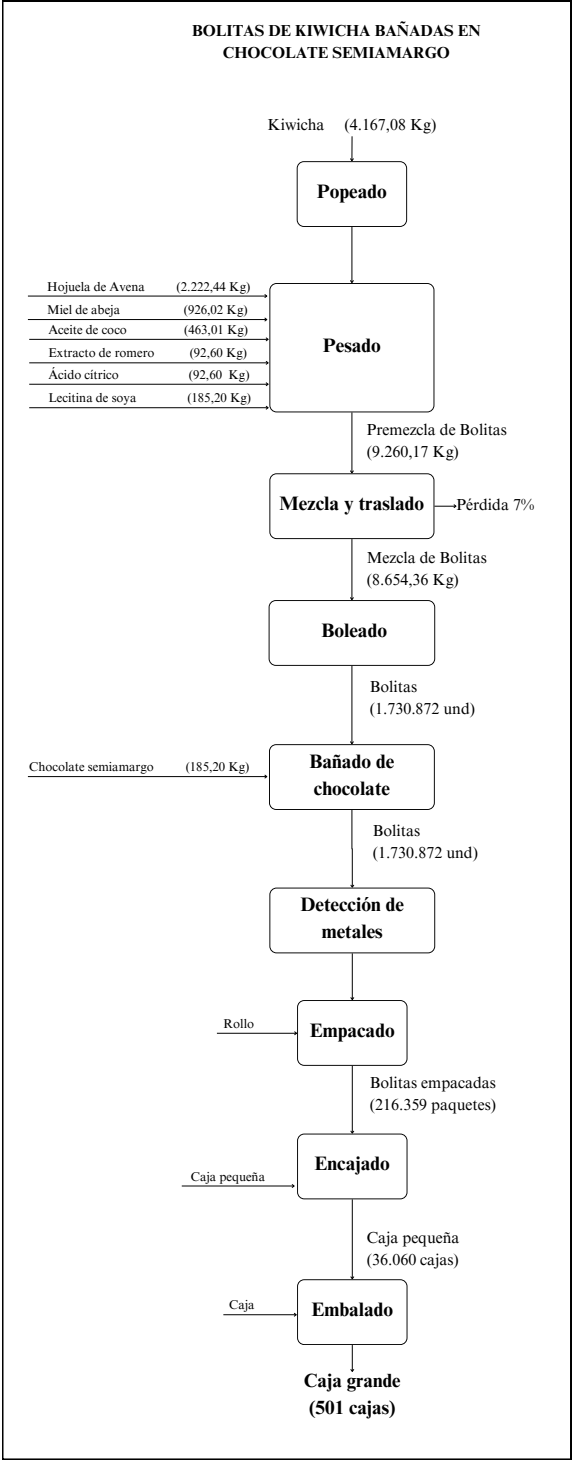 BOLITAS DE KIWICHA BAÑADAS EN
CHOCOLATE SEMIAMARGO
Kiwicha (4.167,08 Kg)
Popeado
Hojuela de Avena (2.222,44 Kg)
Miel de abeja (926,02 Kg)
Aceite de coco (463,01 Kg)
Extracto de romero (92,60 Kg)
Ácido cítrico (92,60 Kg)
Lecitina de soya (185,20 Kg)
Pesado
Premezcla de Bolitas
(9.260,17 Kg)
Mezcla y traslado
Pérdida 7%
Mezcla de Bolitas
(8.654,36 Kg)
Boleado
Bolitas
(1.730.872 und)
Chocolate semiamargo (185,20 Kg)
Bañado de
chocolate
Bolitas
(1.730.872 und)
Detección de
metales
Rollo
Empacado
Bolitas empacadas
(216.359 paquetes)
Encajado
Caja pequeña
Caja pequeña
(36.060 cajas)
Caja
Embalado
Caja grande
(501 cajas)